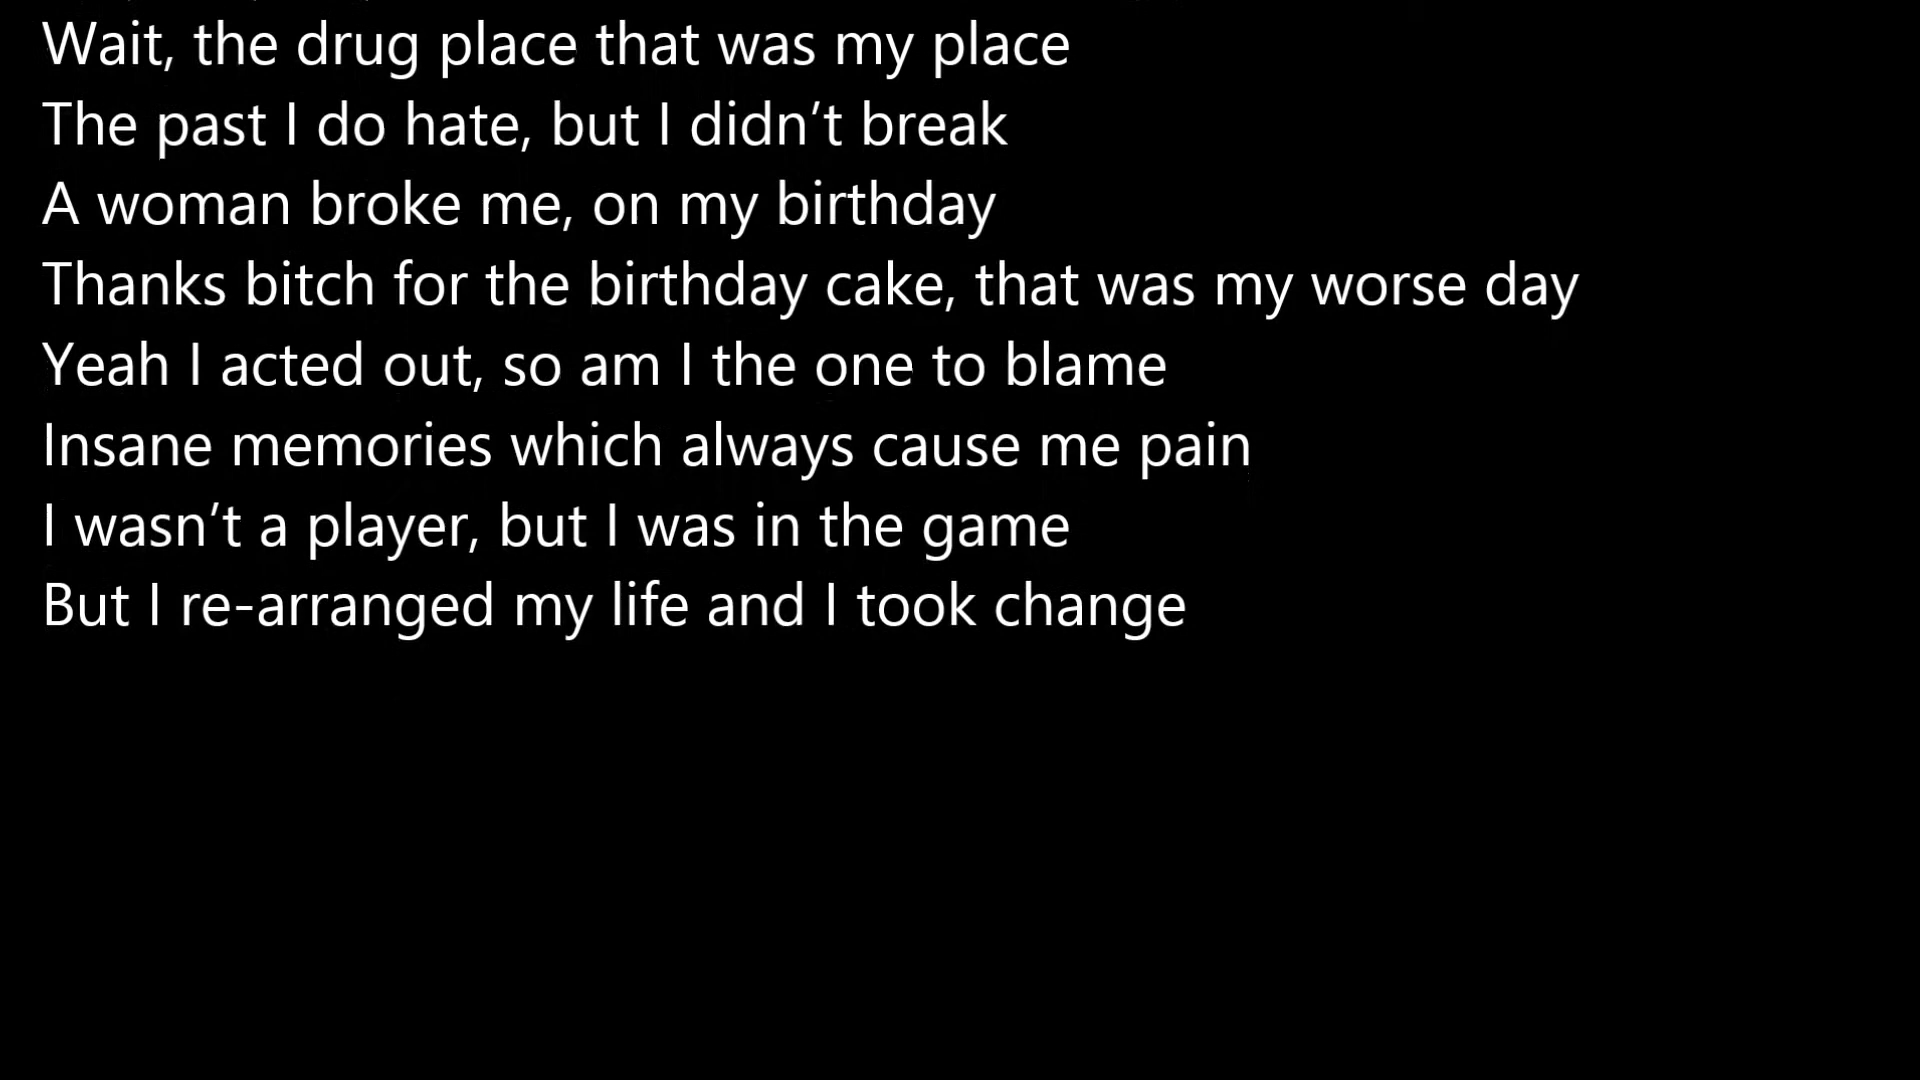 Wait, the drug place that was my place
The past I do hate, but I didn’t break
A woman broke me, on my birthday
Thanks bitch for the birthday cake, that was my worse day
Yeah I acted out, so am I the one to blame
Insane memories which always cause me pain
I wasn’t a player, but I was in the game
But I re-arranged my life and I took change